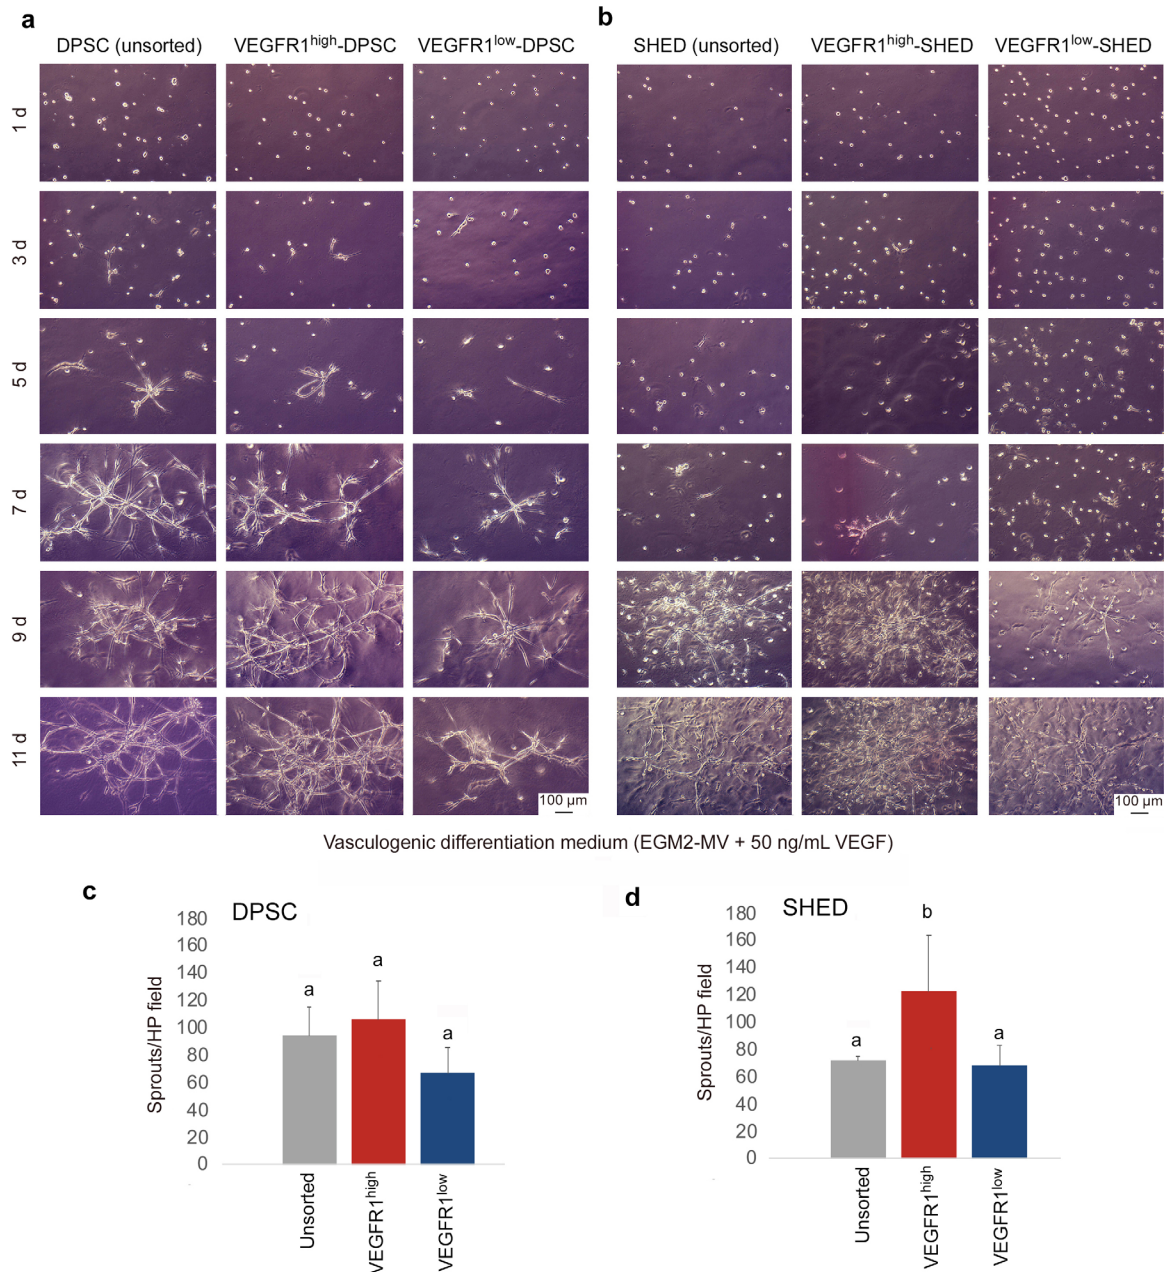 a
b
DPSC (unsorted)
VEGFR1high-DPSC
VEGFR1low-DPSC
SHED (unsorted)
VEGFR1high-SHED
VEGFR1low-SHED
1 d
3 d
5 d
7 d
9 d
11 d
100 µm
100 µm
Vasculogenic differentiation medium (EGM2-MV + 50 ng/mL VEGF)
c
DPSC
Sprouts/HP field
180
160
140
120
100
80
60
40
20
0
a
a
a
Unsorted
VEGFR1high
VEGFR1low
d
SHED
Sprouts/HP field
180
160
140
120
100
80
60
40
20
0
a
b
a
Unsorted
VEGFR1high
VEGFR1low